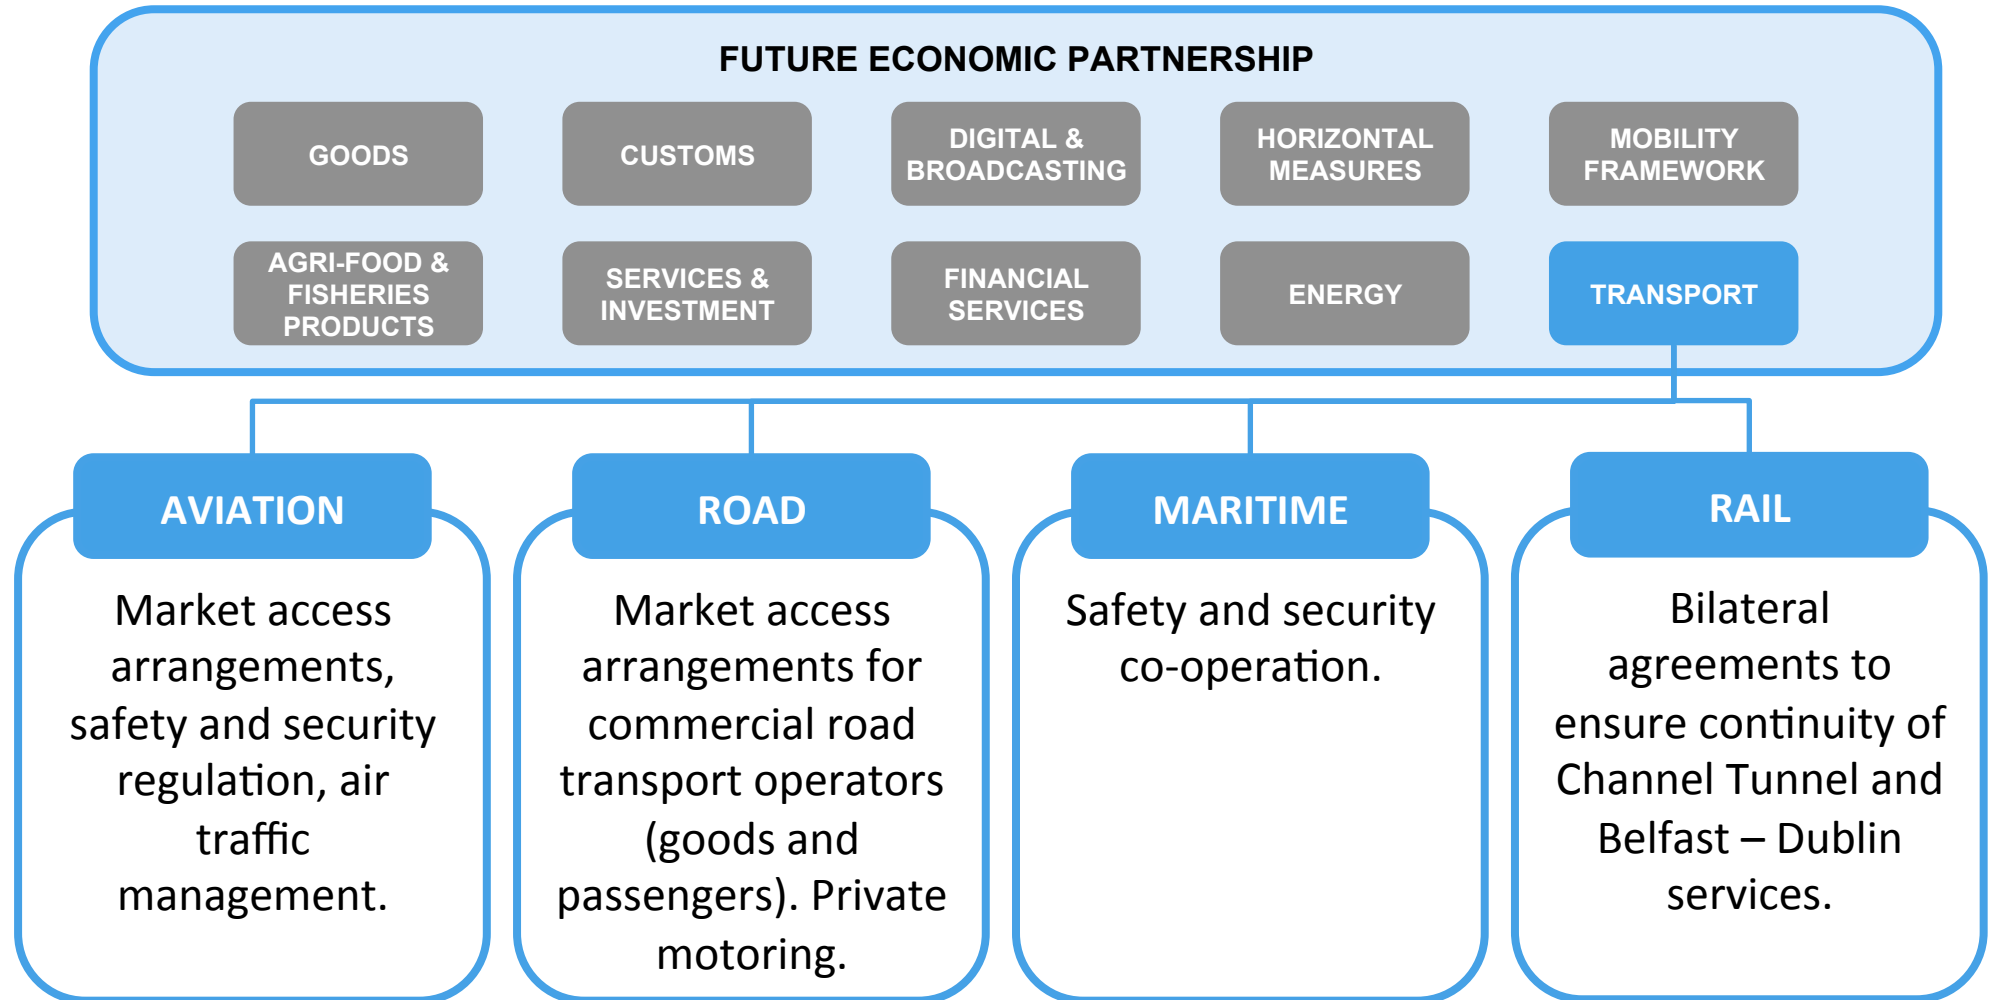 FUTURE ECONOMIC PARTNERSHIP
GOODS
CUSTOMS
DIGITAL &
BROADCASTING
HORIZONTAL
MEASURES
MOBILITY
FRAMEWORK
AGRI-FOOD &
FISHERIES
PRODUCTS
SERVICES &
INVESTMENT
FINANCIAL
SERVICES
ENERGY
TRANSPORT
AVIATION
Market access
arrangements,
safety and security
regulation, air
traffic
management.
ROAD
Market access
arrangements for
commercial road
transport operators
(goods and
passengers). Private
motoring.
MARITIME
Safety and security
co-operation.
RAIL
Bilateral
agreements to
ensure continuity of
Channel Tunnel and
Belfast – Dublin
services.